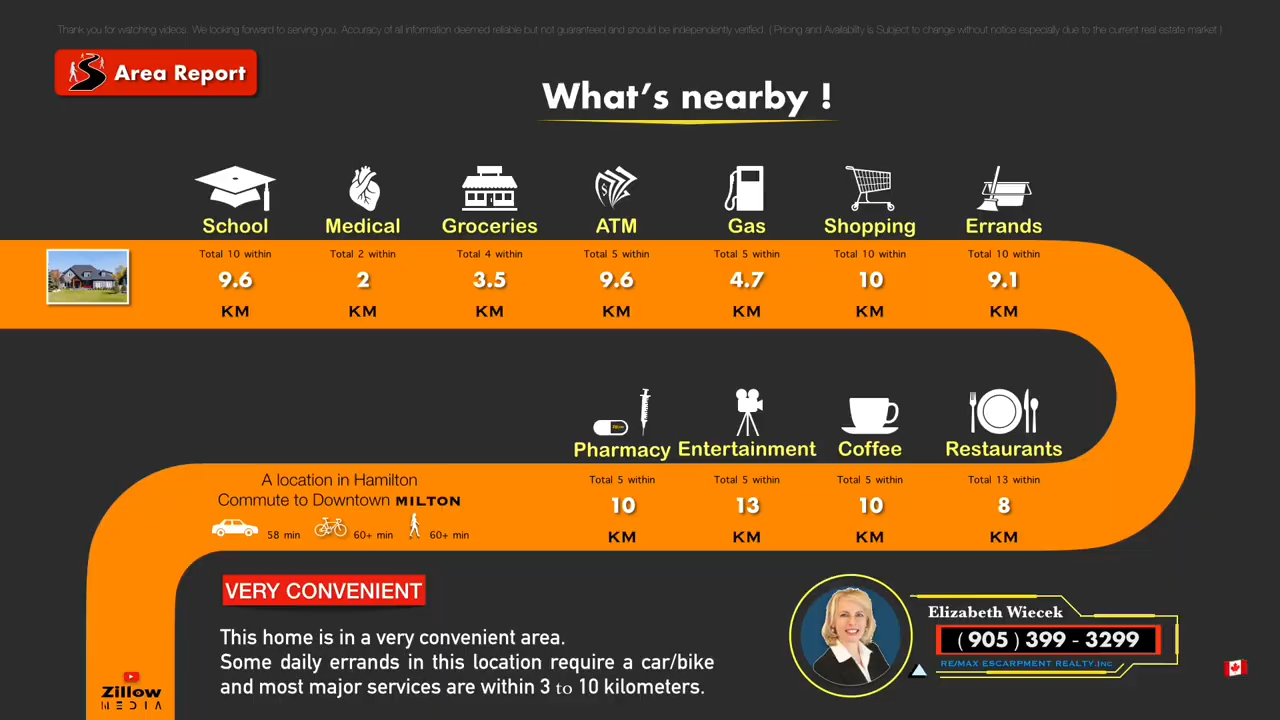 Thank you for watching videos. We looking forward to serving you. Accuracy of all information deemed reliable but not guaranteed and should be independently verified. ( Pricing and Availablity is Subject to change without notice especially due to the current real estate market )
Area Report
What's nearby !
School Medical Groceries ATM Gas Shopping Errands
Total 10 within Total 2 within Total 4 within Total 5 within Total 5 within Total 10 within Total 10 within
9.6 2 3.5 9.6 4.7 10 9.1
KM KM KM KM KM KM KM
Pharmacy Entertainment Coffee Restaurants
Total 5 within Total 5 within Total 5 within Total 13 within
10 13 10 8
KM KM KM KM
A location in Hamilton
Commute to Downtown MILTON
58 min 60+ min 60+ min
VERY CONVENIENT
This home is in a very convenient area.
Some daily errands in this location require a car/bike
and most major services are within 3 to 10 kilometers.
Elizabeth Wiecek
( 905 ) 399 - 3299
RE/MAX ESCARPMENT REALTY.INC
Zillow
MEDIA